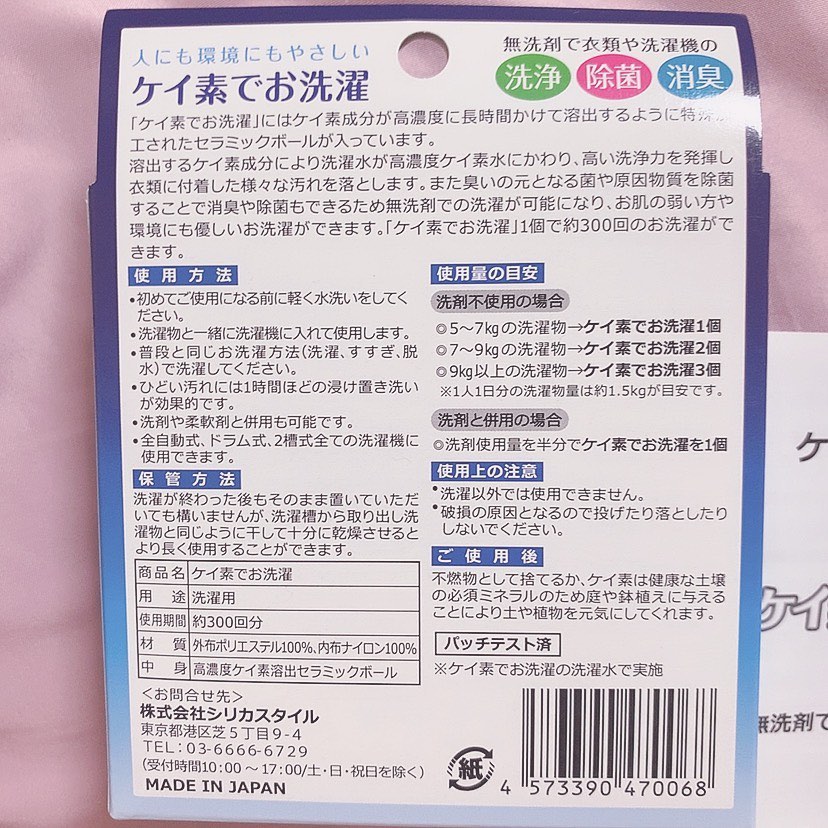 人にも環境にもやさしい
ケイ素でお洗濯
無洗剤で衣類や洗濯機の
洗浄 除菌 消臭
「ケイ素でお洗濯」にはケイ素成分が高濃度に長時間かけて溶出するように特殊
工されたセラミックボールが入っています。
溶出するケイ素成分により洗濯水が高濃度ケイ素水にかわり、高い洗浄力を発揮し
衣類に付着した様々な汚れを落とします。また臭いの元となる菌や原因物質を除菌
することで消臭や除菌もできるため無洗剤での洗濯が可能になり、お肌の弱い方や
環境にも優しいお洗濯ができます。「ケイ素でお洗濯」1個で約300回のお洗濯がで
きます。
使用方法
•初めてご使用になる前に軽く水洗いをしてく
ださい。
•洗濯物と一緒に洗濯機に入れて使用します。
•普段と同じお洗濯方法(洗濯、すすぎ、脱
水)で洗濯してください。
•ひどい汚れには1時間ほどの浸け置き洗い
が効果的です。
•洗剤や柔軟剤と併用も可能です。
•全自動式、ドラム式、2槽式全ての洗濯機に
使用できます。
保管方法
洗濯が終わった後もそのまま置いていただ
いても構いませんが、洗濯槽から取り出し洗
濯物と同じように干して十分に乾燥させると
より長く使用することができます。
商品名 ケイ素でお洗濯
用途 洗濯用
使用期間 約300回分
材質 外布ポリエステル100%、内布ナイロン100%
中身 高濃度ケイ素溶出セラミックボール
<お問合せ先>
株式会社シリカスタイル
東京都港区芝5丁目9-4
TEL:03-6666-6729
(受付時間10:00~17:00/土・日・祝日を除く)
MADE IN JAPAN
使用量の目安
洗剤不使用の場合
◎5~7kgの洗濯物→ケイ素でお洗濯1個
◎7~9kgの洗濯物→ケイ素でお洗濯2個
◎9kg以上の洗濯物→ケイ素でお洗濯3個
※1人1日分の洗濯物量は約1.5kgが目安です。
洗剤と併用の場合
◎洗剤使用量を半分でケイ素でお洗濯を1個
使用上の注意
•洗濯以外では使用できません。
•破損の原因となるので投げたり落としたり
しないでください。
ご使用後
不燃物として捨てるか、ケイ素は健康な土壌
の必須ミネラルのため庭や鉢植えに与える
ことにより土や植物を元気にしてくれます。
パッチテスト済
※ケイ素でお洗濯の洗濯水で実施
紙
4 573390 470068
ケ
ケイ
無洗剤で